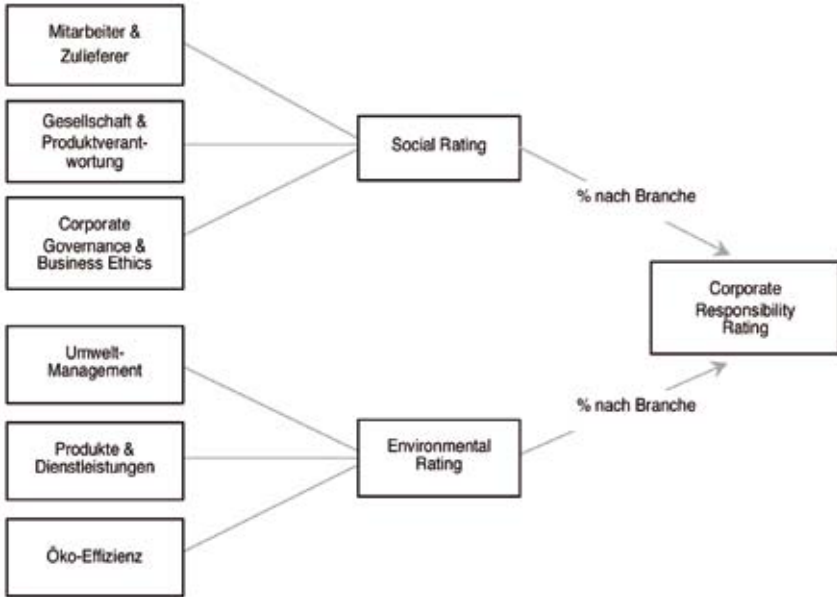 Mitarbeiter &
Zulieferer
Gesellschaft &
Produktverant-
wortung
Corporate
Governance &
Business Ethics
Social Rating
% nach Branche
Corporate
Responsibility
Rating
Umwelt-
Management
Produkte &
Dienstleistungen
Öko-Effizienz
Environmental
Rating
% nach Branche